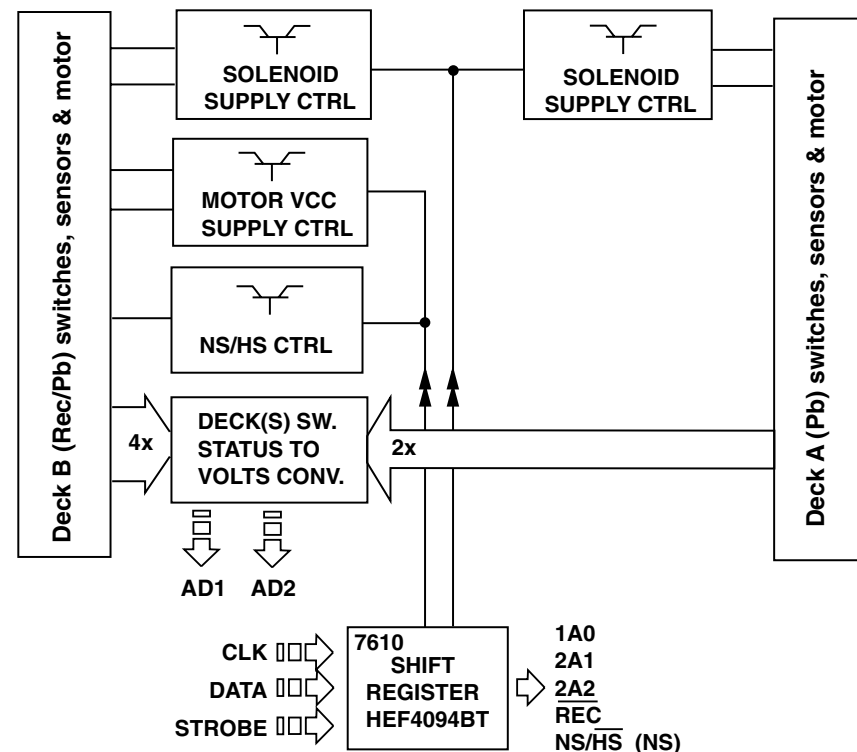 Deck B (Rec/Pb) switches, sensors & motor
SOLENOID
SUPPLY CTRL
SOLENOID
SUPPLY CTRL
Deck A (Pb) switches, sensors & motor
MOTOR VCC
SUPPLY CTRL
NS/HS CTRL
4x
DECK(S) SW.
STATUS TO
VOLTS CONV.
2x
AD1
AD2
CLK
DATA
STROBE
7610
SHIFT
REGISTER
HEF4094BT
1A0
2A1
2A2
R̅E̅C̅
NS/H̅S̅ (NS)